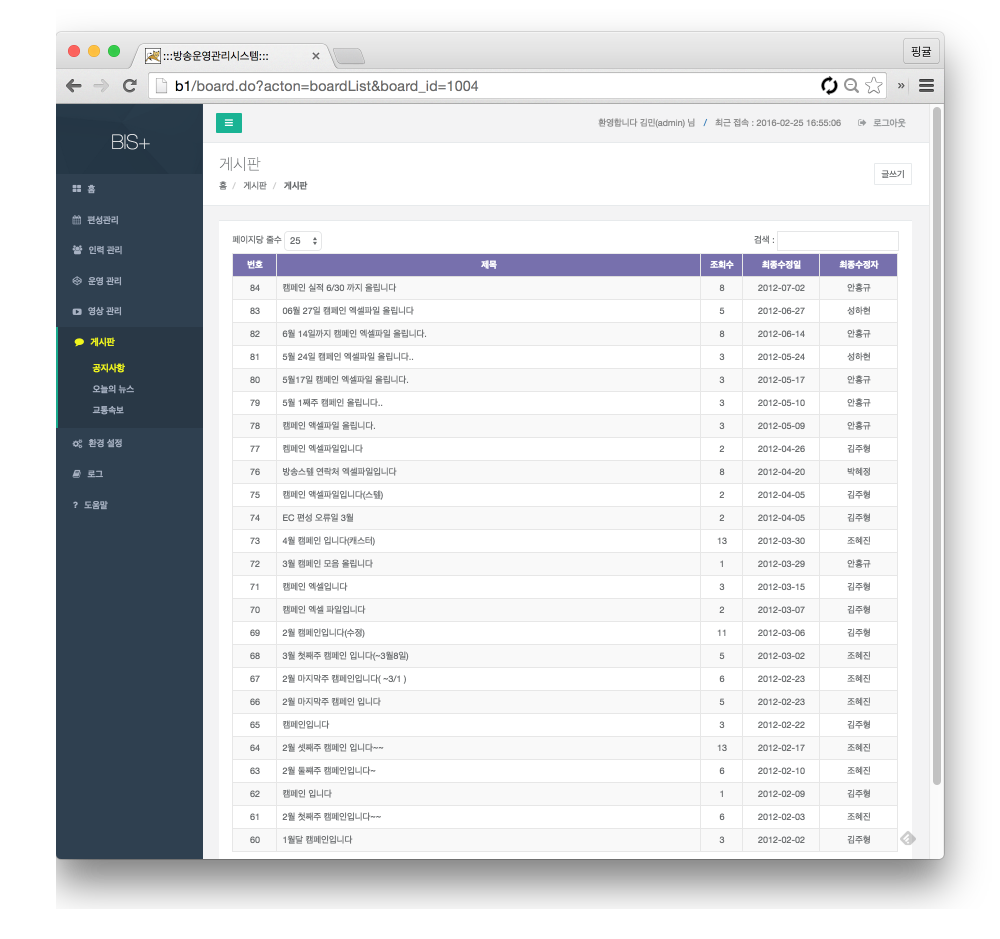 :::방송운영관리시스템:::
핑귤
b1/board.do?acton=boardList&board_id=1004
BIS+
환영합니다 김민(admin) 님 / 최근 접속 : 2016-02-25 16:55:06 로그아웃
게시판
홈 / 게시판 / 게시판
글쓰기
홈
편성관리
인력 관리
운영 관리
영상 관리
게시판
공지사항
오늘의 뉴스
교통속보
환경 설정
로그
? 도움말
페이지당 줄수 25 검색 :
번호 제목 조회수 최종수정일 최종수정자
84 캠페인 실적 6/30 까지 올립니다 8 2012-07-02 안홍규
83 06월 27일 캠페인 엑셀파일 올립니다 5 2012-06-27 성하현
82 6월 14일까지 캠페인 엑셀파일 올립니다. 8 2012-06-14 안홍규
81 5월 24일 캠페인 엑셀파일 올립니다.. 3 2012-05-24 성하현
80 5월17일 캠페인 엑셀파일 올립니다. 3 2012-05-17 안홍규
79 5월 1째주 캠페인 올립니다.. 3 2012-05-10 안홍규
78 캠페인 엑셀파일 올립니다. 3 2012-05-09 안홍규
77 켐페인 엑셀파일입니다 2 2012-04-26 김주형
76 방송스텝 연락처 엑셀파일입니다 8 2012-04-20 박혜정
75 캠페인 엑셀파일입니다(스템) 2 2012-04-05 김주형
74 EC 편성 오류일 3월 2 2012-04-05 김주형
73 4월 캠페인 입니다(캐스터) 13 2012-03-30 조혜진
72 3월 캠페인 모음 올립니다 1 2012-03-29 안홍규
71 캠페인 엑셀입니다 3 2012-03-15 김주형
70 캠페인 엑셀 파일입니다 2 2012-03-07 김주형
69 2월 캠페인입니다(수정) 11 2012-03-06 김주형
68 3월 첫째주 캠페인 입니다(~3월8일) 5 2012-03-02 조혜진
67 2월 마지막주 캠페인입니다( ~3/1 ) 6 2012-02-23 조혜진
66 2월 마지막주 캠페인 입니다 5 2012-02-23 조혜진
65 캠페인입니다 3 2012-02-22 김주형
64 2월 셋째주 캠페인 입니다~~ 13 2012-02-17 조혜진
63 2월 둘째주 캠페인입니다~ 6 2012-02-10 조혜진
62 캠페인 입니다 1 2012-02-09 김주형
61 2월 첫째주 캠페인입니다~~ 6 2012-02-03 조혜진
60 1월달 캠페인입니다 3 2012-02-02 김주형